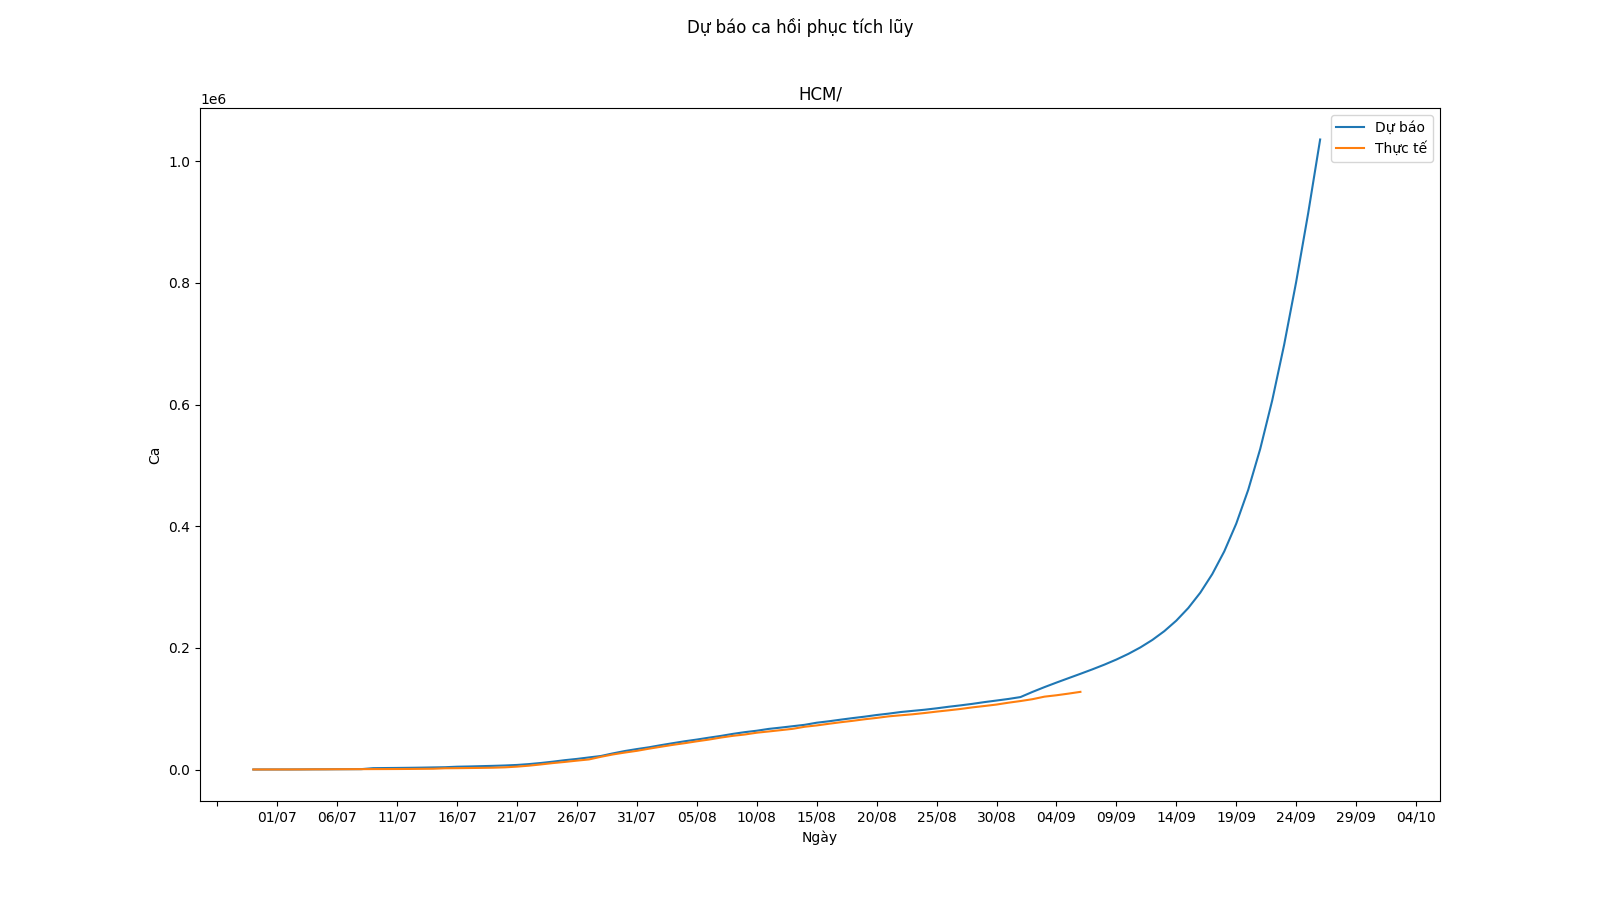 Dự báo ca hồi phục tích lũy
HCM/
1e6
Dự báo
Thực tế
1.0
0.8
0.6
0.4
0.2
0.0
Ca
01/07 06/07 11/07 16/07 21/07 26/07 31/07 05/08 10/08 15/08 20/08 25/08 30/08 04/09 09/09 14/09 19/09 24/09 29/09 04/10
Ngày